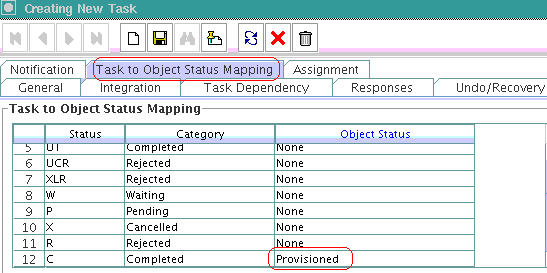 Creating New Task
Notification Task to Object Status Mapping Assignment
General Integration Task Dependency Responses Undo/Recovery
Task to Object Status Mapping
Status Category Object Status
5 UT Completed None
6 UCR Rejected None
7 XLR Rejected None
8 W Waiting None
9 P Pending None
10 X Cancelled None
11 R Rejected None
12 C Completed Provisioned